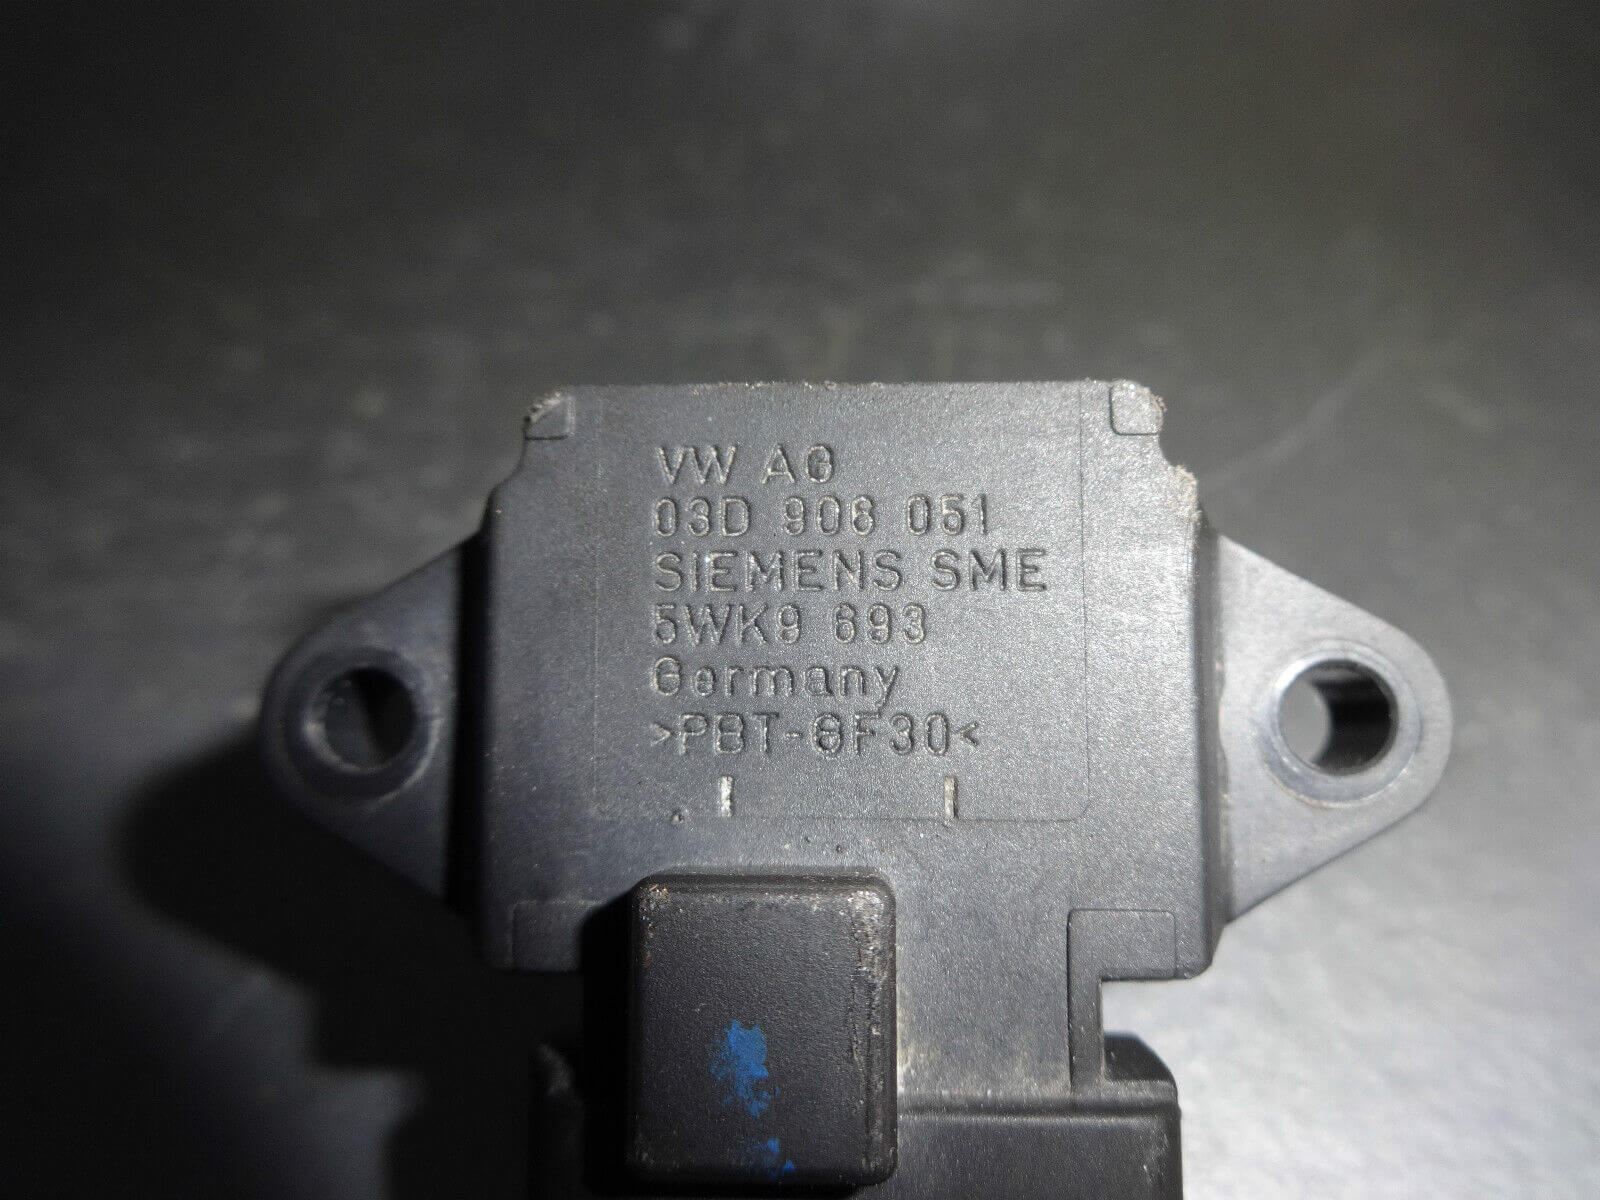 VW AG
03D 906 051
SIEMENS SME
5WK9 693
Germany
>PBT-GF30<